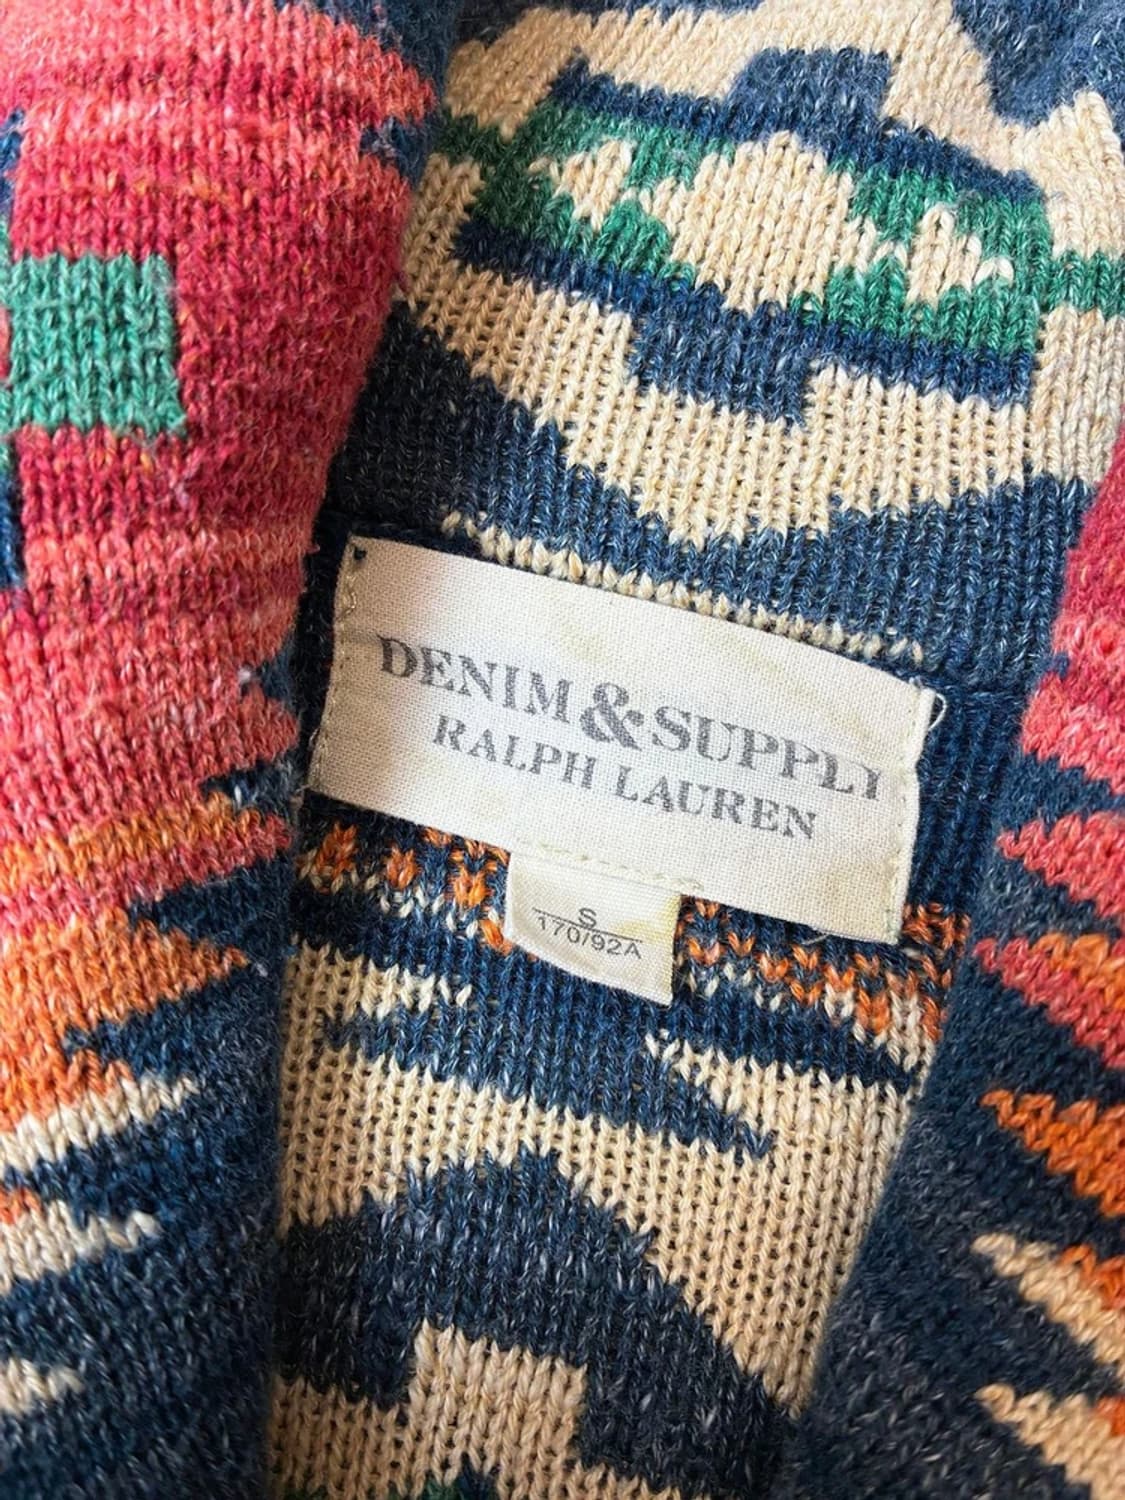 DENIM & SUPPLY
RALPH LAUREN
S
170/92A